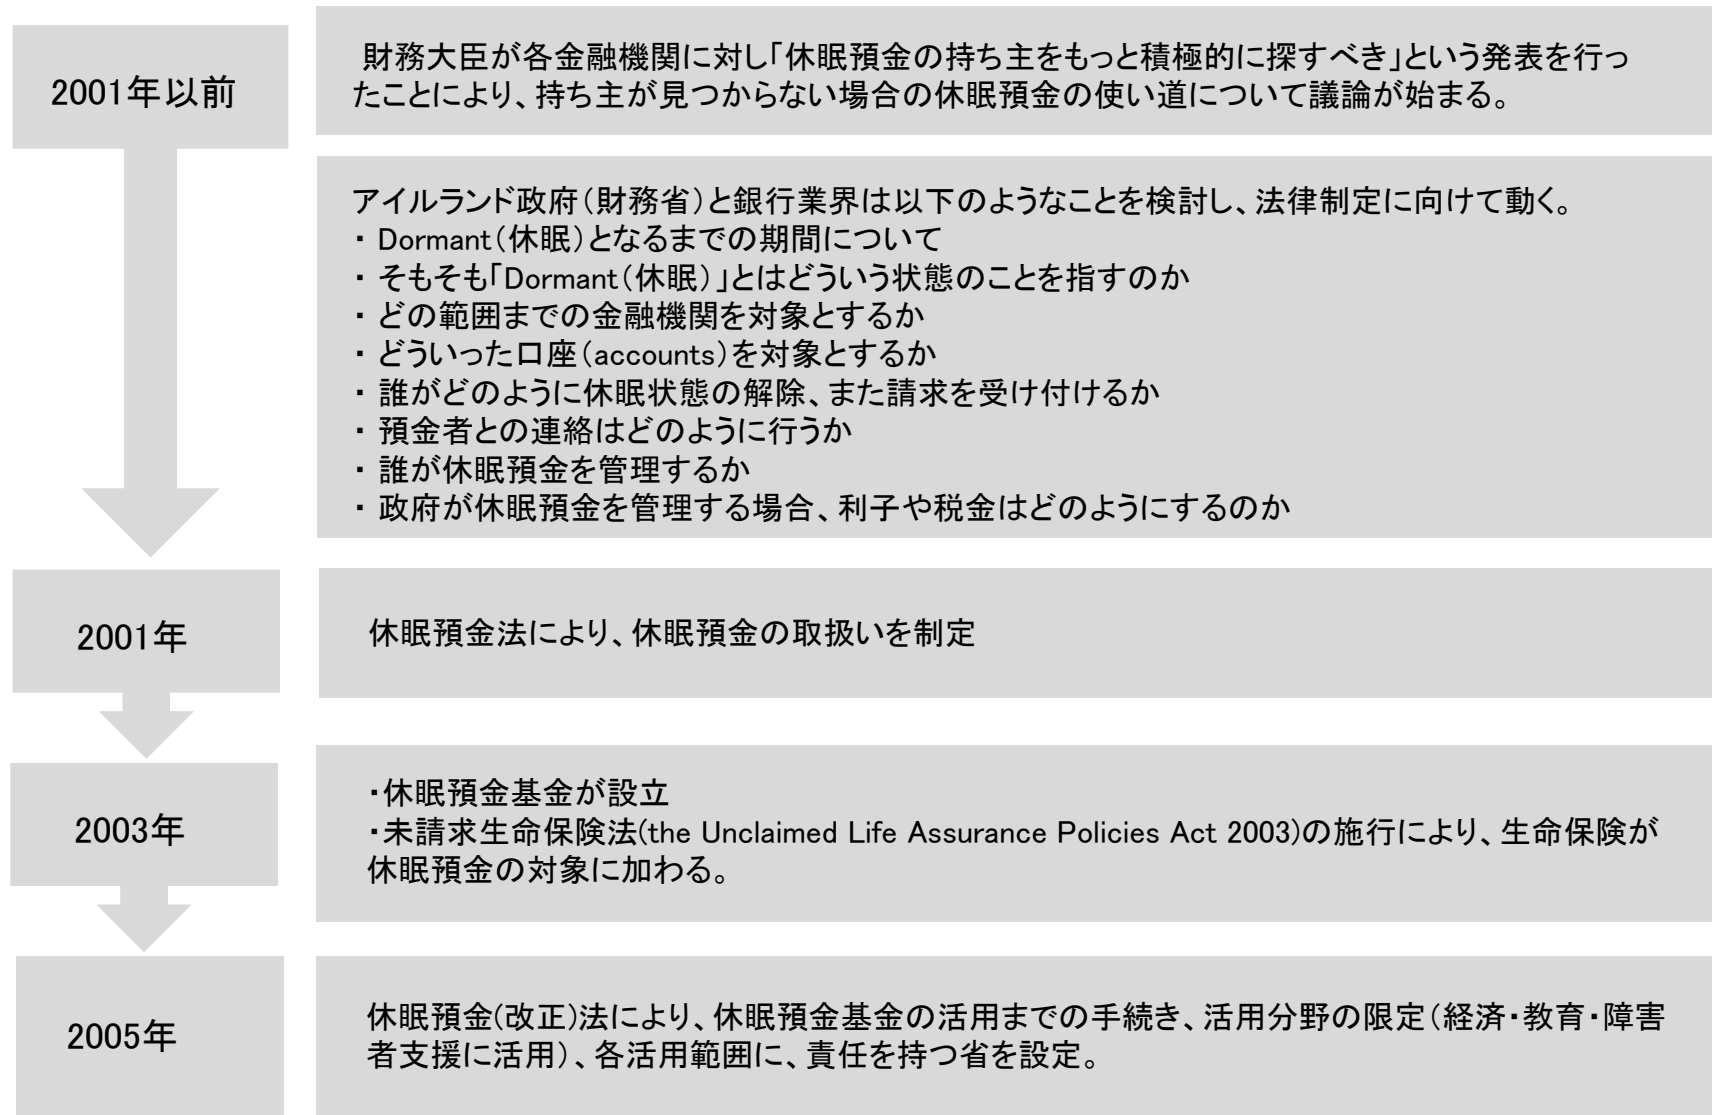 2001年以前
財務大臣が各金融機関に対し「休眠預金の持ち主をもっと積極的に探すべき」という発表を行っ
たことにより、持ち主が見つからない場合の休眠預金の使い道について議論が始まる。
アイルランド政府(財務省)と銀行業界は以下のようなことを検討し、法律制定に向けて動く。
・ Dormant(休眠)となるまでの期間について
・ そもそも「Dormant(休眠)」とはどういう状態のことを指すのか
・ どの範囲までの金融機関を対象とするか
・ どういった口座(accounts)を対象とするか
・ 誰がどのように休眠状態の解除、また請求を受け付けるか
・ 預金者との連絡はどのように行うか
・ 誰が休眠預金を管理するか
・ 政府が休眠預金を管理する場合、利子や税金はどのようにするのか
2001年
休眠預金法により、休眠預金の取扱いを制定
2003年
・休眠預金基金が設立
・未請求生命保険法(the Unclaimed Life Assurance Policies Act 2003)の施行により、生命保険が
休眠預金の対象に加わる。
2005年
休眠預金(改正)法により、休眠預金基金の活用までの手続き、活用分野の限定(経済・教育・障害
者支援に活用)、各活用範囲に、責任を持つ省を設定。